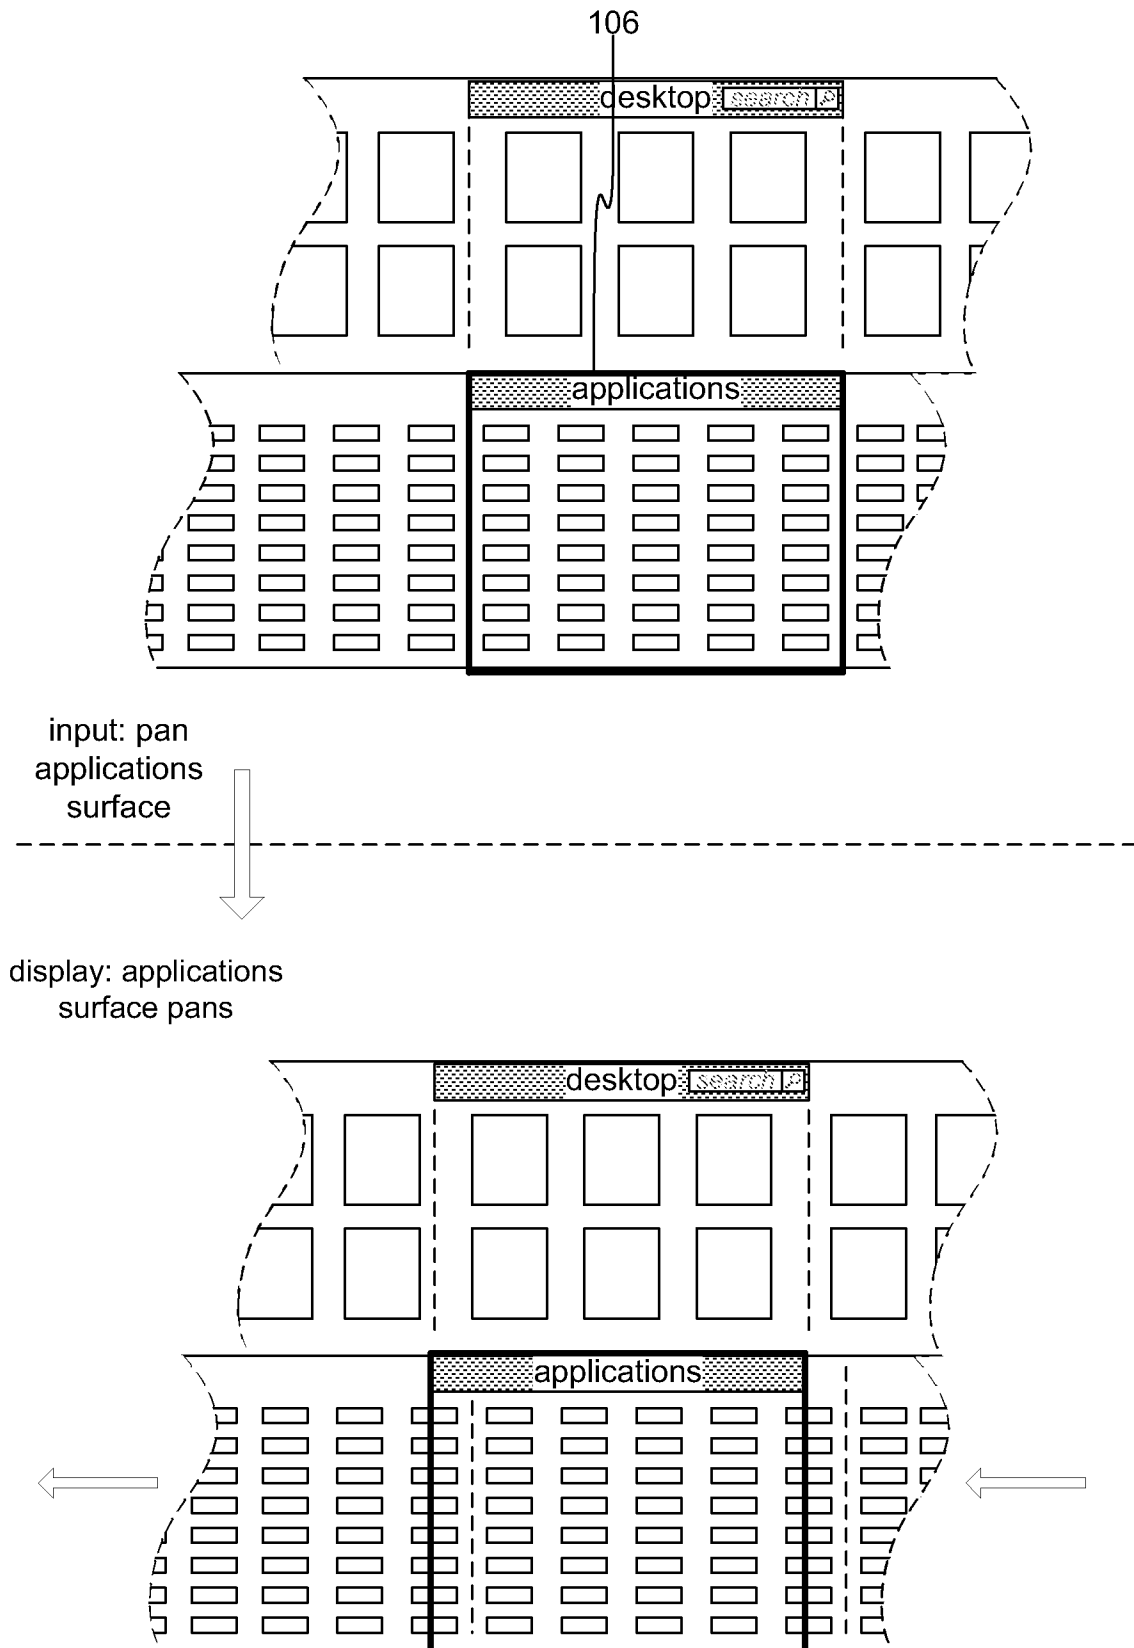 106
desktop search
applications
input: pan
applications
surface
display: applications
surface pans
desktop search
applications